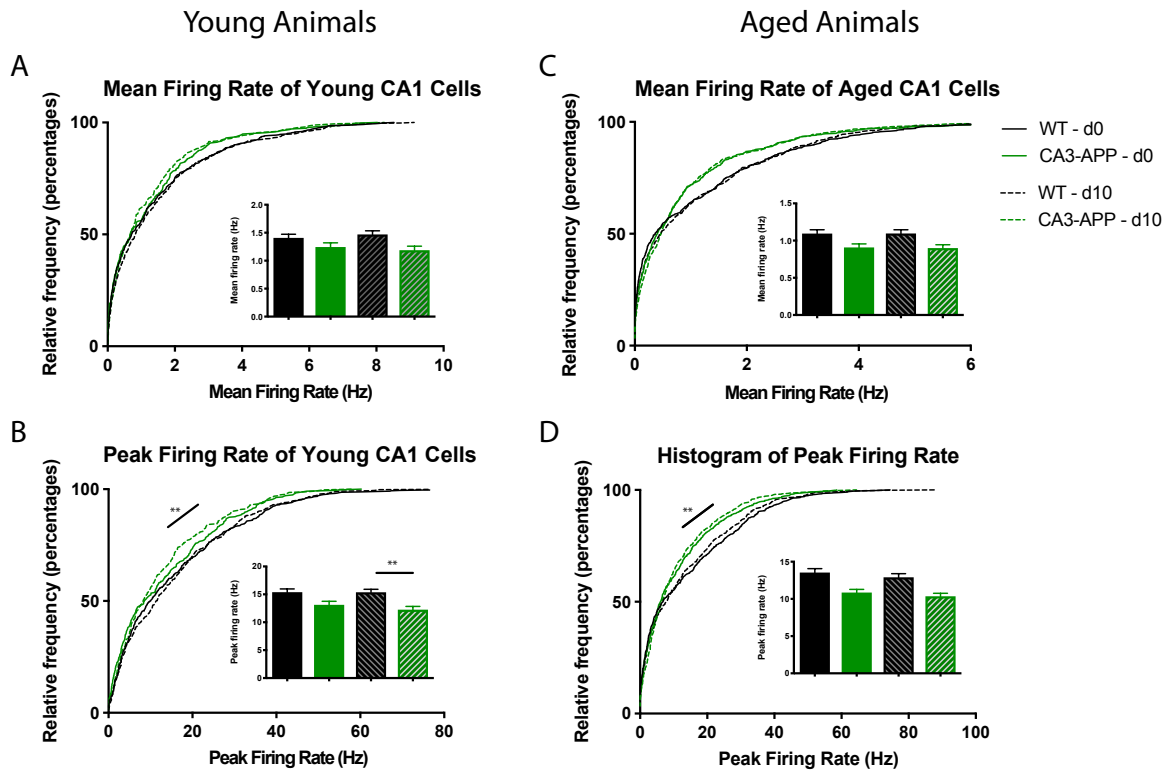 Young Animals
Aged Animals
A
Mean Firing Rate of Young CA1 Cells
Relative frequency (percentages)
100
50
0
0 2 4 6 8 10
Mean Firing Rate (Hz)
Mean firing rate (Hz)
2.0
1.5
1.0
0.5
0.0
C
Mean Firing Rate of Aged CA1 Cells
Relative frequency (percentages)
100
50
0
0 2 4 6
Mean Firing Rate (Hz)
Mean firing rate (Hz)
1.5
1.0
0.5
0.0
WT - d0
CA3-APP - d0
WT - d10
CA3-APP - d10
B
Peak Firing Rate of Young CA1 Cells
Relative frequency (percentages)
100
50
0
0 20 40 60 80
Peak Firing Rate (Hz)
**
Peak firing rate (Hz)
20
15
10
5
0
**
D
Histogram of Peak Firing Rate
Relative frequency (percentages)
100
50
0
0 20 40 60 80 100
Peak Firing Rate (Hz)
**
Peak firing rate (Hz)
15
10
5
0